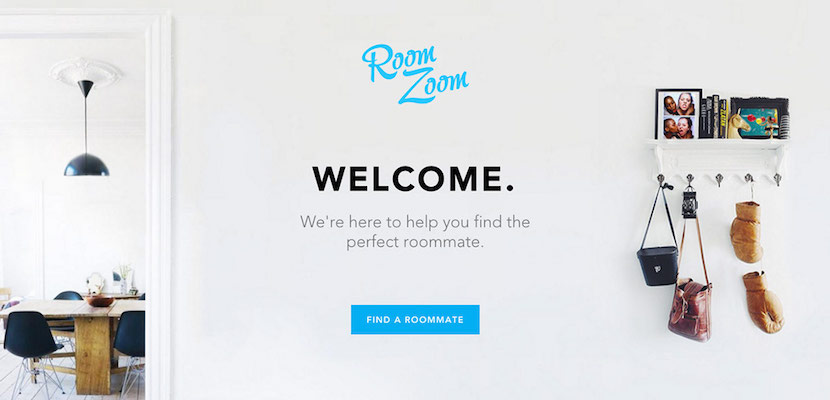 Room
Zoom
WELCOME.
We're here to help you find the
perfect roommate.
FIND A ROOMMATE